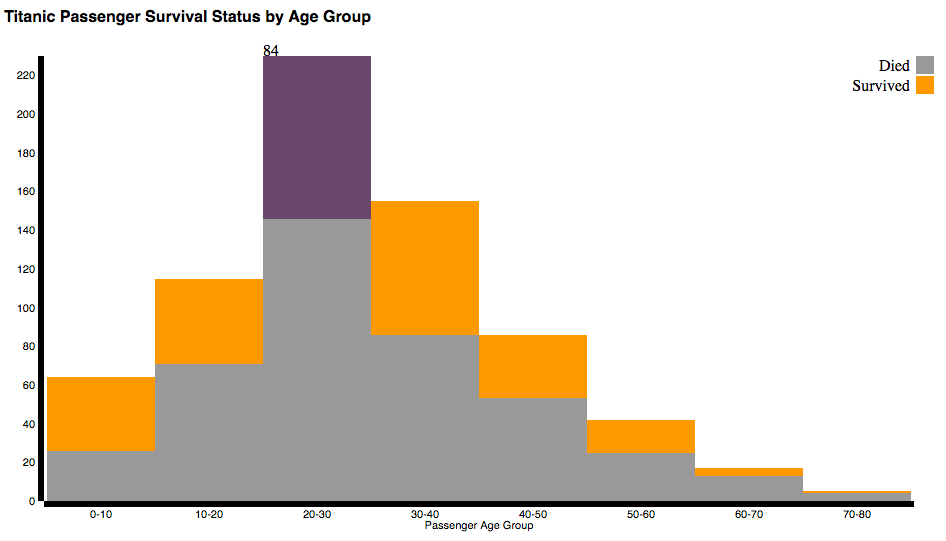 Titanic Passenger Survival Status by Age Group
84
Died
Survived
220
200
180
160
140
120
100
80
60
40
20
0
0-10 10-20 20-30 30-40 40-50 50-60 60-70 70-80
Passenger Age Group